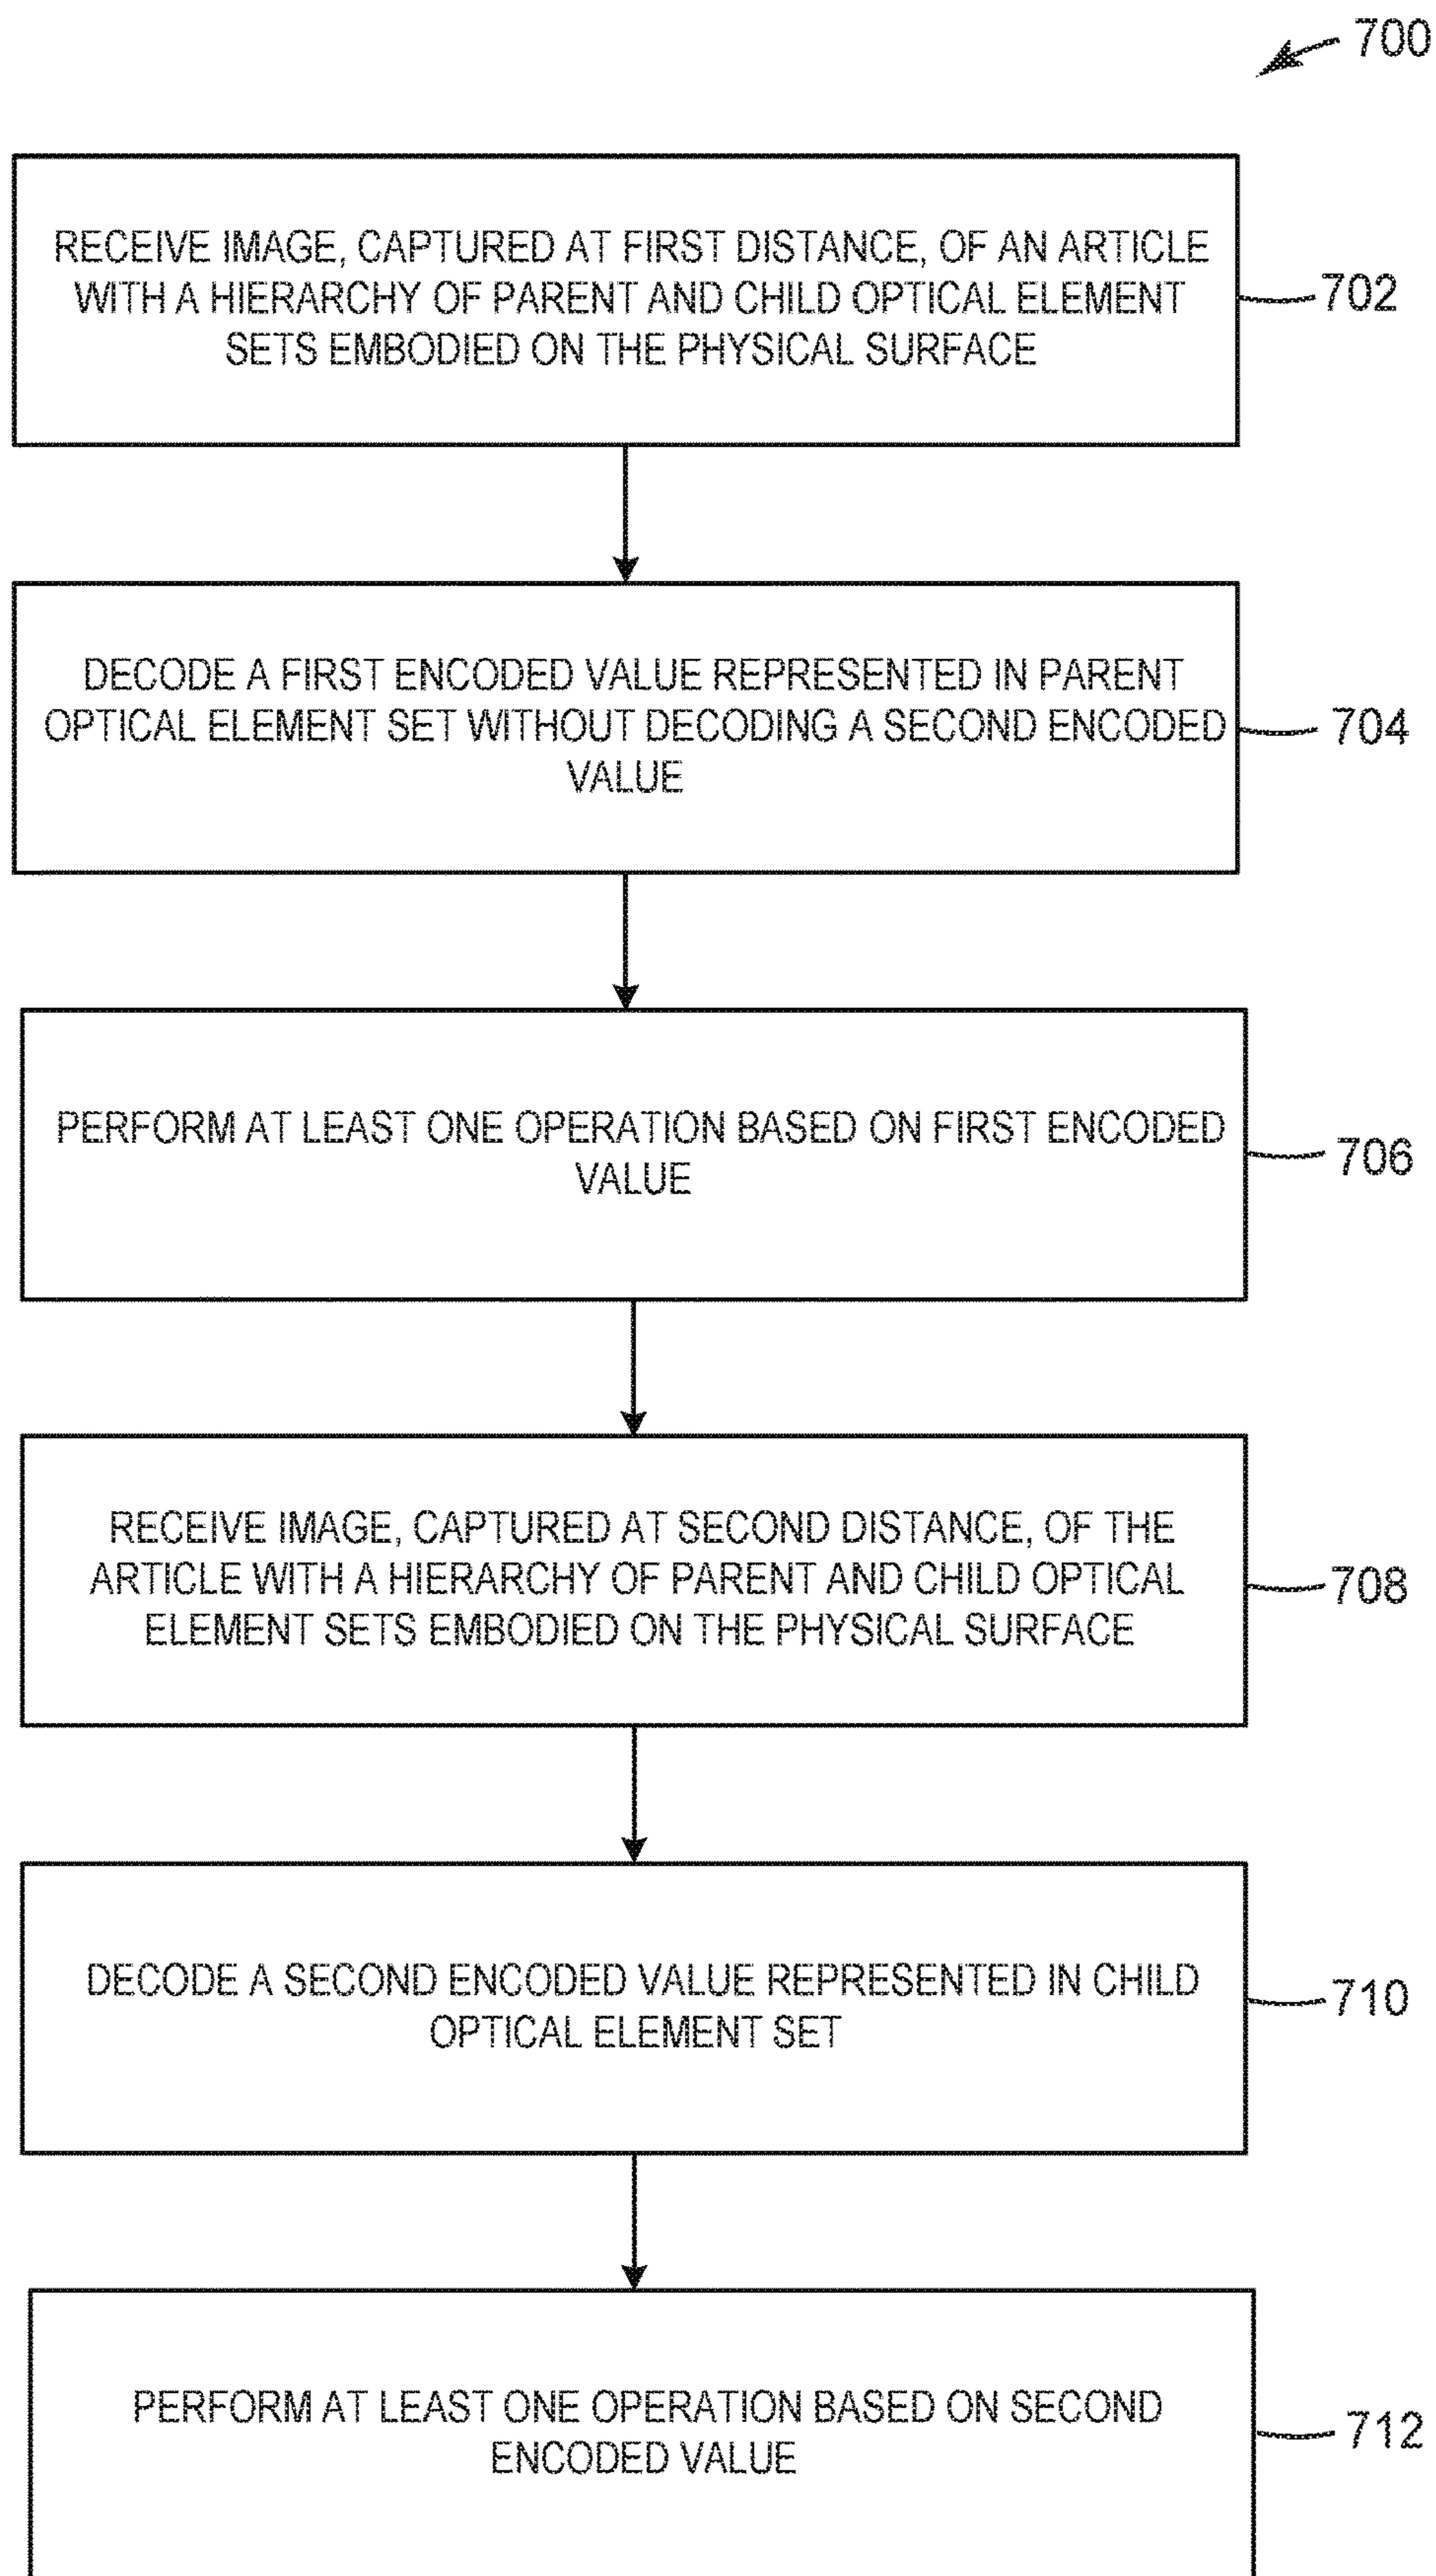 700
RECEIVE IMAGE, CAPTURED AT FIRST DISTANCE, OF AN ARTICLE
WITH A HIERARCHY OF PARENT AND CHILD OPTICAL ELEMENT
SETS EMBODIED ON THE PHYSICAL SURFACE
702
DECODE A FIRST ENCODED VALUE REPRESENTED IN PARENT
OPTICAL ELEMENT SET WITHOUT DECODING A SECOND ENCODED
VALUE
704
PERFORM AT LEAST ONE OPERATION BASED ON FIRST ENCODED
VALUE
706
RECEIVE IMAGE, CAPTURED AT SECOND DISTANCE, OF THE
ARTICLE WITH A HIERARCHY OF PARENT AND CHILD OPTICAL
ELEMENT SETS EMBODIED ON THE PHYSICAL SURFACE
708
DECODE A SECOND ENCODED VALUE REPRESENTED IN CHILD
OPTICAL ELEMENT SET
710
PERFORM AT LEAST ONE OPERATION BASED ON SECOND
ENCODED VALUE
712